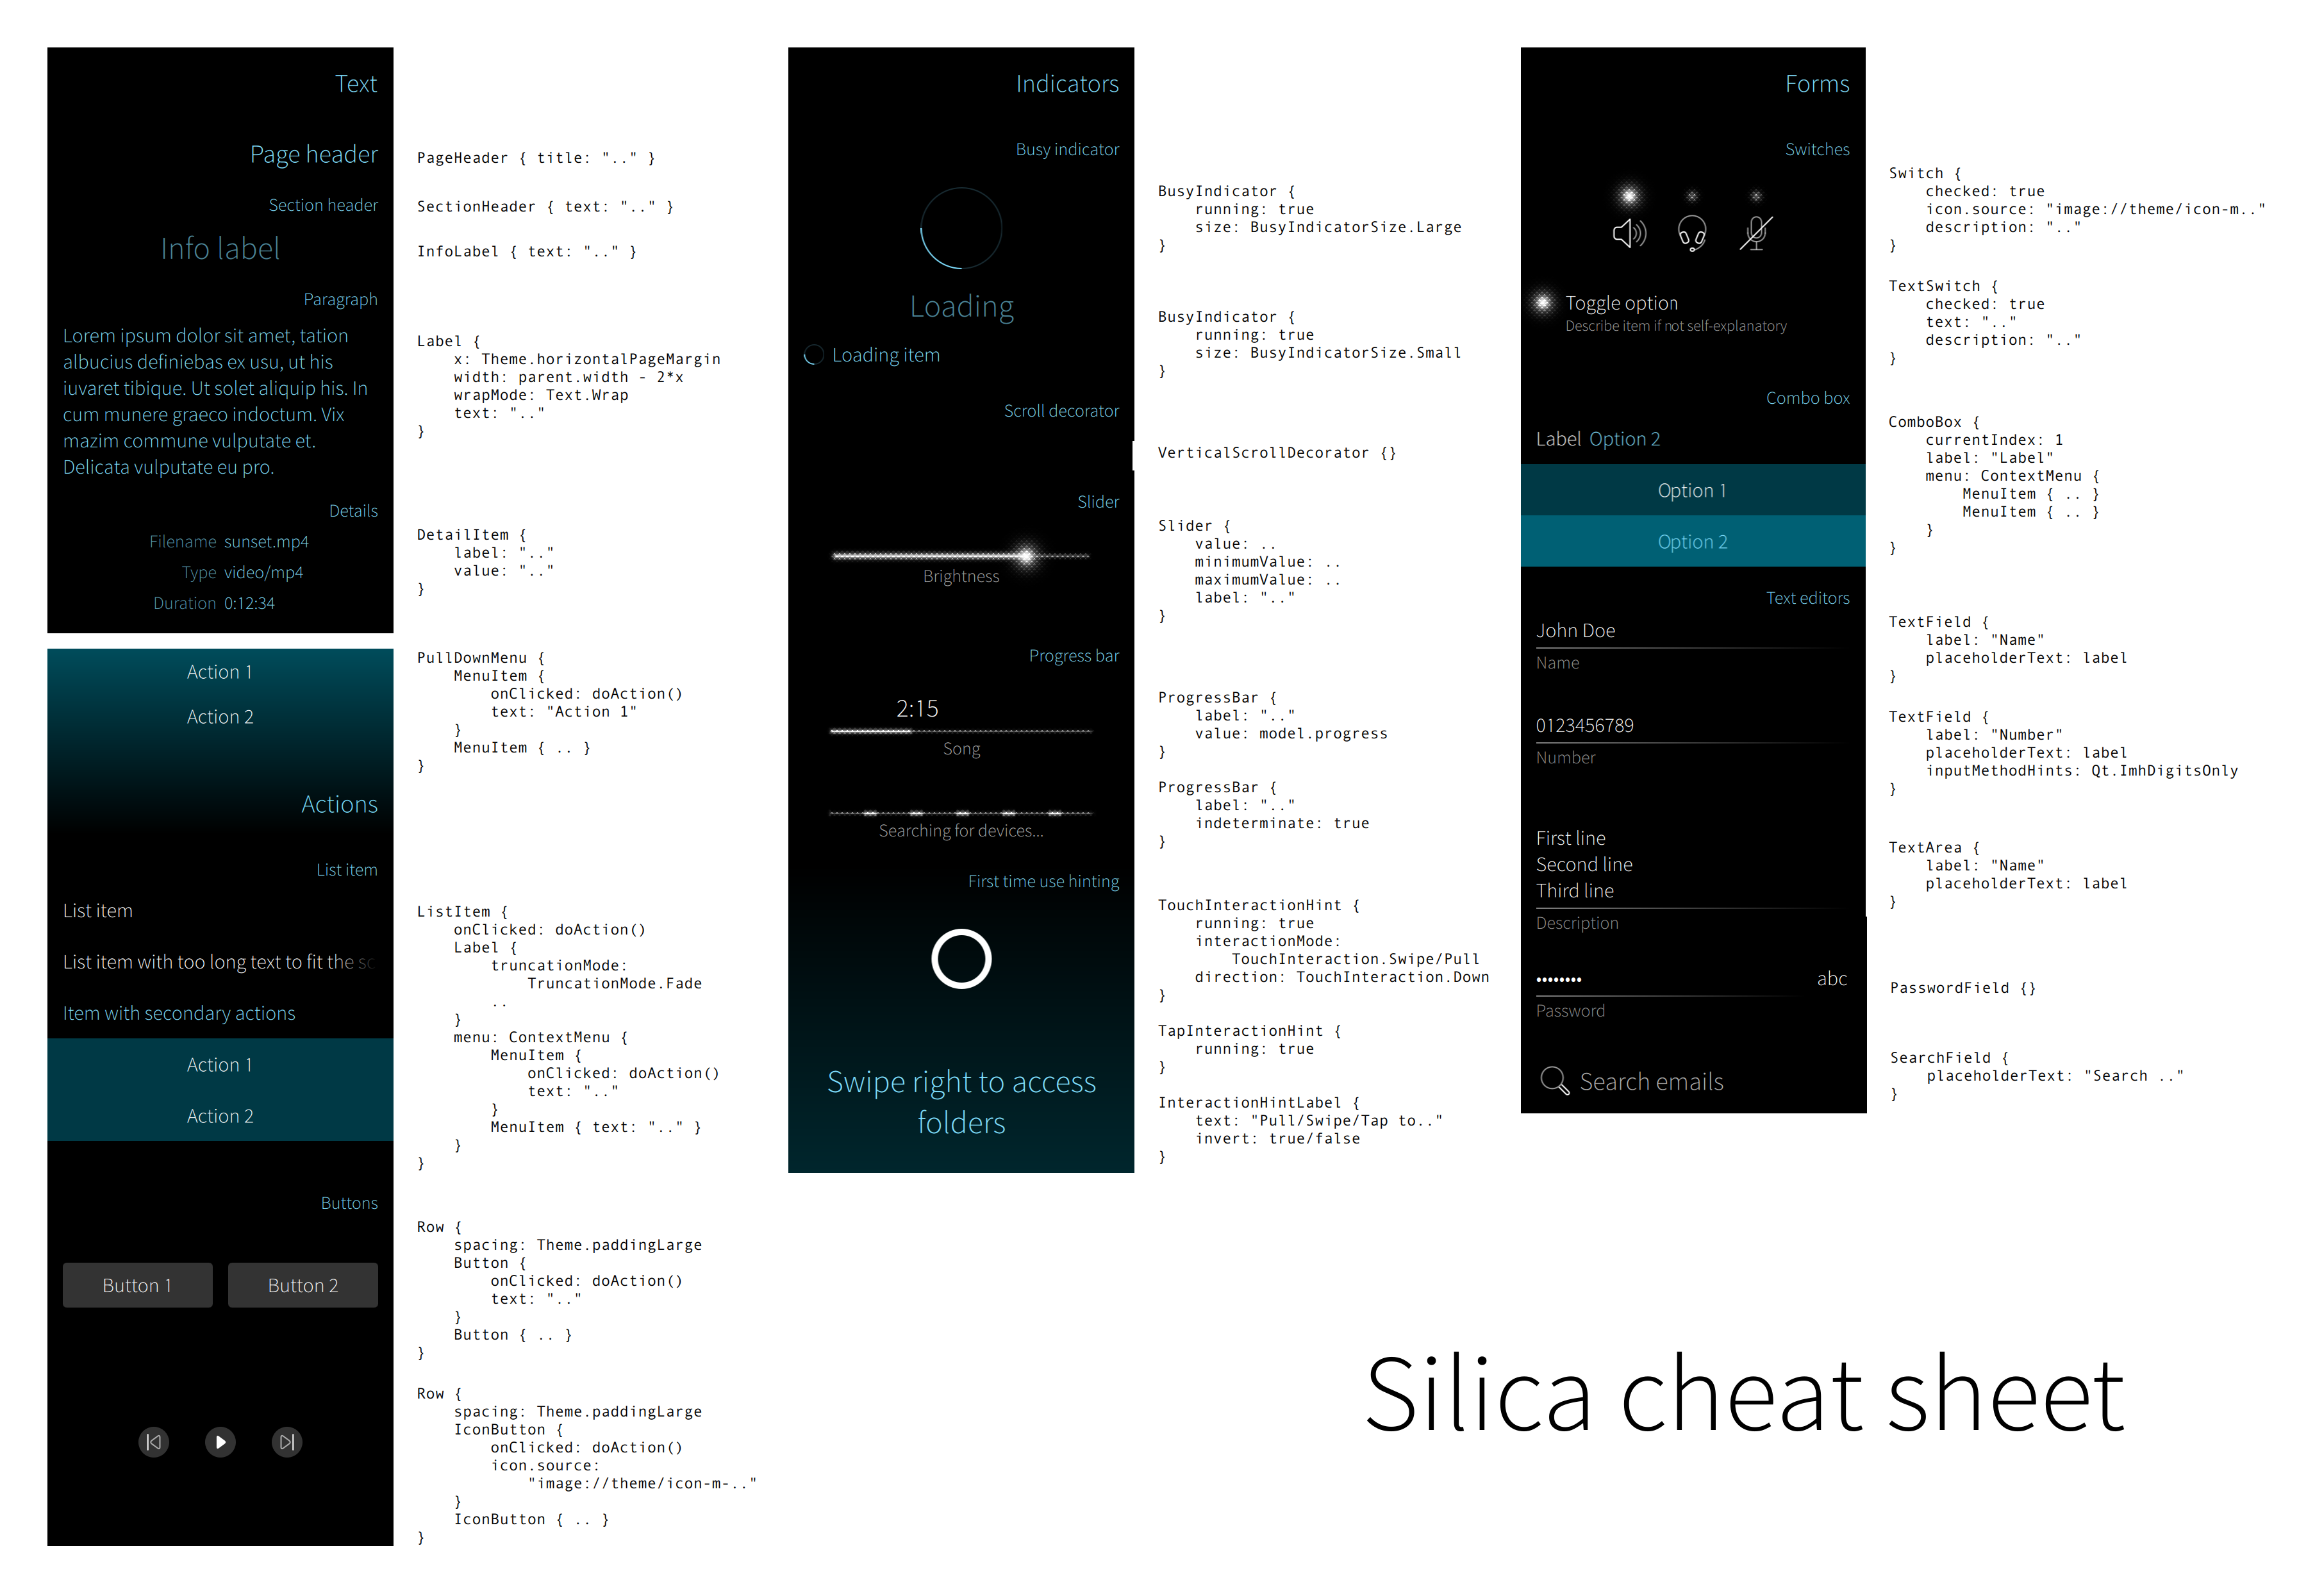 Text
Page header
Section header
Info label
Paragraph
Lorem ipsum dolor sit amet, tation
albucius definiebas ex usu, ut his
iuvaret tibique. Ut solet aliquip his. In
cum munere graeco indoctum. Vix
mazim commune vulputate et.
Delicata vulputate eu pro.
Details
Filename sunset.mp4
Type video/mp4
Duration 0:12:34
Action 1
Action 2
Actions
List item
List item
List item with too long text to fit the sc
Item with secondary actions
Action 1
Action 2
Buttons
Button 1 Button 2
PageHeader { title: ".." }
SectionHeader { text: ".." }
InfoLabel { text: ".." }
Label {
    x: Theme.horizontalPageMargin
    width: parent.width - 2*x
    wrapMode: Text.Wrap
    text: ".."
}
DetailItem {
    label: ".."
    value: ".."
}
PullDownMenu {
    MenuItem {
        onClicked: doAction()
        text: "Action 1"
    }
    MenuItem { .. }
}
ListItem {
    onClicked: doAction()
    Label {
        truncationMode:
            TruncationMode.Fade
        ..
    }
    menu: ContextMenu {
        MenuItem {
            onClicked: doAction()
            text: ".."
        }
        MenuItem { text: ".." }
    }
}
Row {
    spacing: Theme.paddingLarge
    Button {
        onClicked: doAction()
        text: ".."
    }
    Button { .. }
}
Row {
    spacing: Theme.paddingLarge
    IconButton {
        onClicked: doAction()
        icon.source:
            "image://theme/icon-m-.."
    }
    IconButton { .. }
}
Indicators
Busy indicator
Loading
Loading item
Scroll decorator
Slider
Brightness
Progress bar
2:15
Song
Searching for devices...
First time use hinting
Swipe right to access
folders
BusyIndicator {
    running: true
    size: BusyIndicatorSize.Large
}
BusyIndicator {
    running: true
    size: BusyIndicatorSize.Small
}
VerticalScrollDecorator {}
Slider {
    value: ..
    minimumValue: ..
    maximumValue: ..
    label: ".."
}
ProgressBar {
    label: ".."
    value: model.progress
}
ProgressBar {
    label: ".."
    indeterminate: true
}
TouchInteractionHint {
    running: true
    interactionMode:
        TouchInteraction.Swipe/Pull
    direction: TouchInteraction.Down
}
TapInteractionHint {
    running: true
}
InteractionHintLabel {
    text: "Pull/Swipe/Tap to.."
    invert: true/false
}
Forms
Switches
Toggle option
Describe item if not self-explanatory
Combo box
Label Option 2
Option 1
Option 2
Text editors
John Doe
Name
0123456789
Number
First line
Second line
Third line
Description
•••••••• abc
Password
Search emails
Switch {
    checked: true
    icon.source: "image://theme/icon-m.."
    description: ".."
}
TextSwitch {
    checked: true
    text: ".."
    description: ".."
}
ComboBox {
    currentIndex: 1
    label: "Label"
    menu: ContextMenu {
        MenuItem { .. }
        MenuItem { .. }
    }
}
TextField {
    label: "Name"
    placeholderText: label
}
TextField {
    label: "Number"
    placeholderText: label
    inputMethodHints: Qt.ImhDigitsOnly
}
TextArea {
    label: "Name"
    placeholderText: label
}
PasswordField {}
SearchField {
    placeholderText: "Search .."
}
Silica cheat sheet